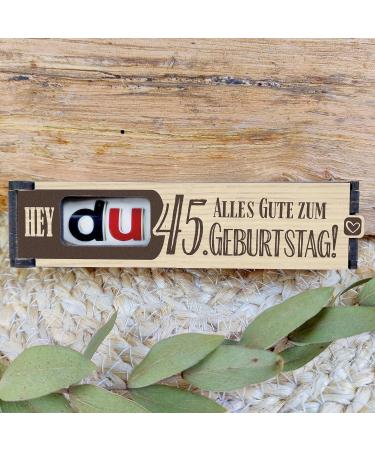 HEY du 45. ALLES GUTE ZUM
GEBURTSTAG!